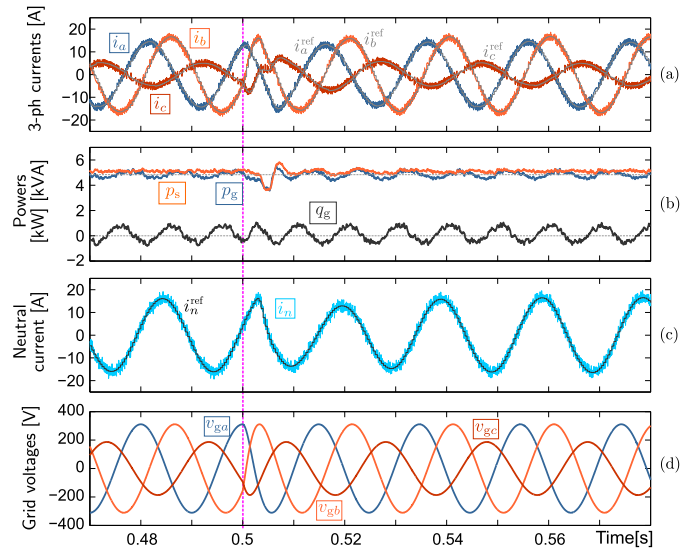 20
10
0
−10
−20
3-ph currents [A]
i_a
i_b
i_c
i_a^ref
i_b^ref
i_c^ref
(a)
6
4
2
0
−2
Powers
[kW] [kVA]
p_s
p_g
q_g
(b)
20
10
0
−10
−20
Neutral
current [A]
i_n^ref
i_n
(c)
400
200
0
−200
−400
Grid voltages [V]
v_ga
v_gb
v_gc
(d)
0.48 0.5 0.52 0.54 0.56 Time[s]